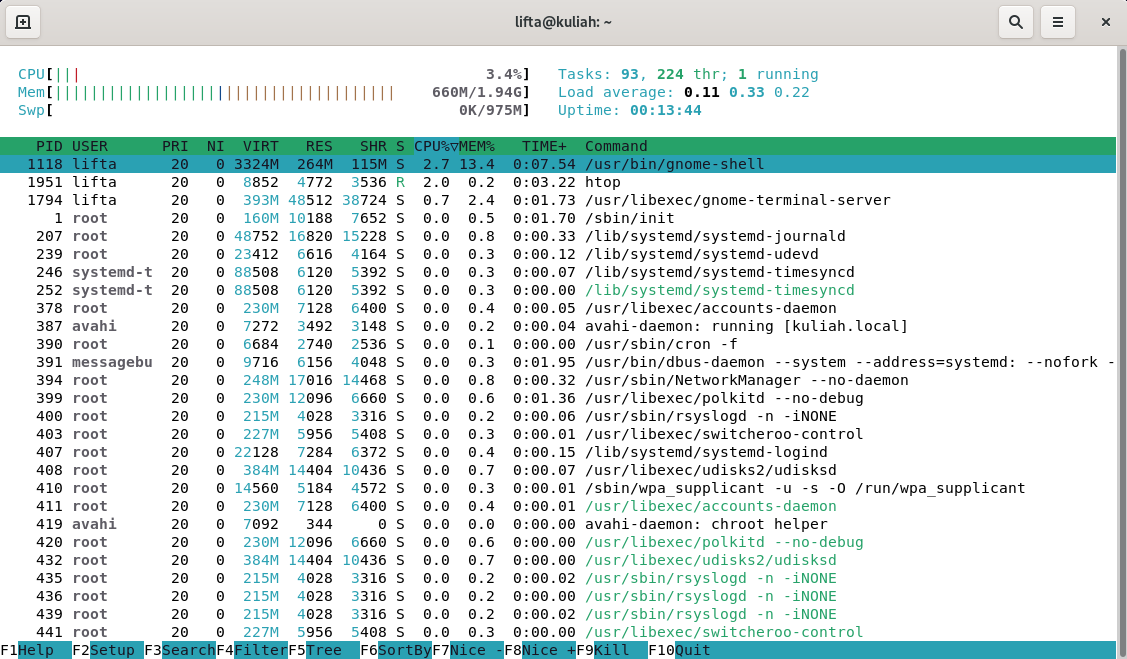 lifta@kuliah: ~
CPU[||| 3.4%] Tasks: 93, 224 thr; 1 running
Mem[|||||||||||||||||||||||||||||||||||||| 660M/1.94G] Load average: 0.11 0.33 0.22
Swp[ 0K/975M] Uptime: 00:13:44
PID USER PRI NI VIRT RES SHR S CPU%▽MEM% TIME+ Command
1118 lifta 20 0 3324M 264M 115M S 2.7 13.4 0:07.54 /usr/bin/gnome-shell
1951 lifta 20 0 8852 4772 3536 R 2.0 0.2 0:03.22 htop
1794 lifta 20 0 393M 48512 38724 S 0.7 2.4 0:01.73 /usr/libexec/gnome-terminal-server
1 root 20 0 160M 10188 7652 S 0.0 0.5 0:01.70 /sbin/init
207 root 20 0 48752 16820 15228 S 0.0 0.8 0:00.33 /lib/systemd/systemd-journald
239 root 20 0 23412 6616 4164 S 0.0 0.3 0:00.12 /lib/systemd/systemd-udevd
246 systemd-t 20 0 88508 6120 5392 S 0.0 0.3 0:00.07 /lib/systemd/systemd-timesyncd
252 systemd-t 20 0 88508 6120 5392 S 0.0 0.3 0:00.00 /lib/systemd/systemd-timesyncd
378 root 20 0 230M 7128 6400 S 0.0 0.4 0:00.05 /usr/libexec/accounts-daemon
387 avahi 20 0 7272 3492 3148 S 0.0 0.2 0:00.04 avahi-daemon: running [kuliah.local]
390 root 20 0 6684 2740 2536 S 0.0 0.1 0:00.00 /usr/sbin/cron -f
391 messagebu 20 0 9716 6156 4048 S 0.0 0.3 0:01.95 /usr/bin/dbus-daemon --system --address=systemd: --nofork -
394 root 20 0 248M 17016 14468 S 0.0 0.8 0:00.32 /usr/sbin/NetworkManager --no-daemon
399 root 20 0 230M 12096 6660 S 0.0 0.6 0:01.36 /usr/libexec/polkitd --no-debug
400 root 20 0 215M 4028 3316 S 0.0 0.2 0:00.06 /usr/sbin/rsyslogd -n -iNONE
403 root 20 0 227M 5956 5408 S 0.0 0.3 0:00.01 /usr/libexec/switcheroo-control
407 root 20 0 22128 7284 6372 S 0.0 0.4 0:00.15 /lib/systemd/systemd-logind
408 root 20 0 384M 14404 10436 S 0.0 0.7 0:00.07 /usr/libexec/udisks2/udisksd
410 root 20 0 14560 5184 4572 S 0.0 0.3 0:00.01 /sbin/wpa_supplicant -u -s -O /run/wpa_supplicant
411 root 20 0 230M 7128 6400 S 0.0 0.4 0:00.01 /usr/libexec/accounts-daemon
419 avahi 20 0 7092 344 0 S 0.0 0.0 0:00.00 avahi-daemon: chroot helper
420 root 20 0 230M 12096 6660 S 0.0 0.6 0:00.00 /usr/libexec/polkitd --no-debug
432 root 20 0 384M 14404 10436 S 0.0 0.7 0:00.00 /usr/libexec/udisks2/udisksd
435 root 20 0 215M 4028 3316 S 0.0 0.2 0:00.02 /usr/sbin/rsyslogd -n -iNONE
436 root 20 0 215M 4028 3316 S 0.0 0.2 0:00.00 /usr/sbin/rsyslogd -n -iNONE
439 root 20 0 215M 4028 3316 S 0.0 0.2 0:00.02 /usr/sbin/rsyslogd -n -iNONE
441 root 20 0 227M 5956 5408 S 0.0 0.3 0:00.00 /usr/libexec/switcheroo-control
F1Help F2Setup F3SearchF4FilterF5Tree F6SortByF7Nice -F8Nice +F9Kill F10Quit